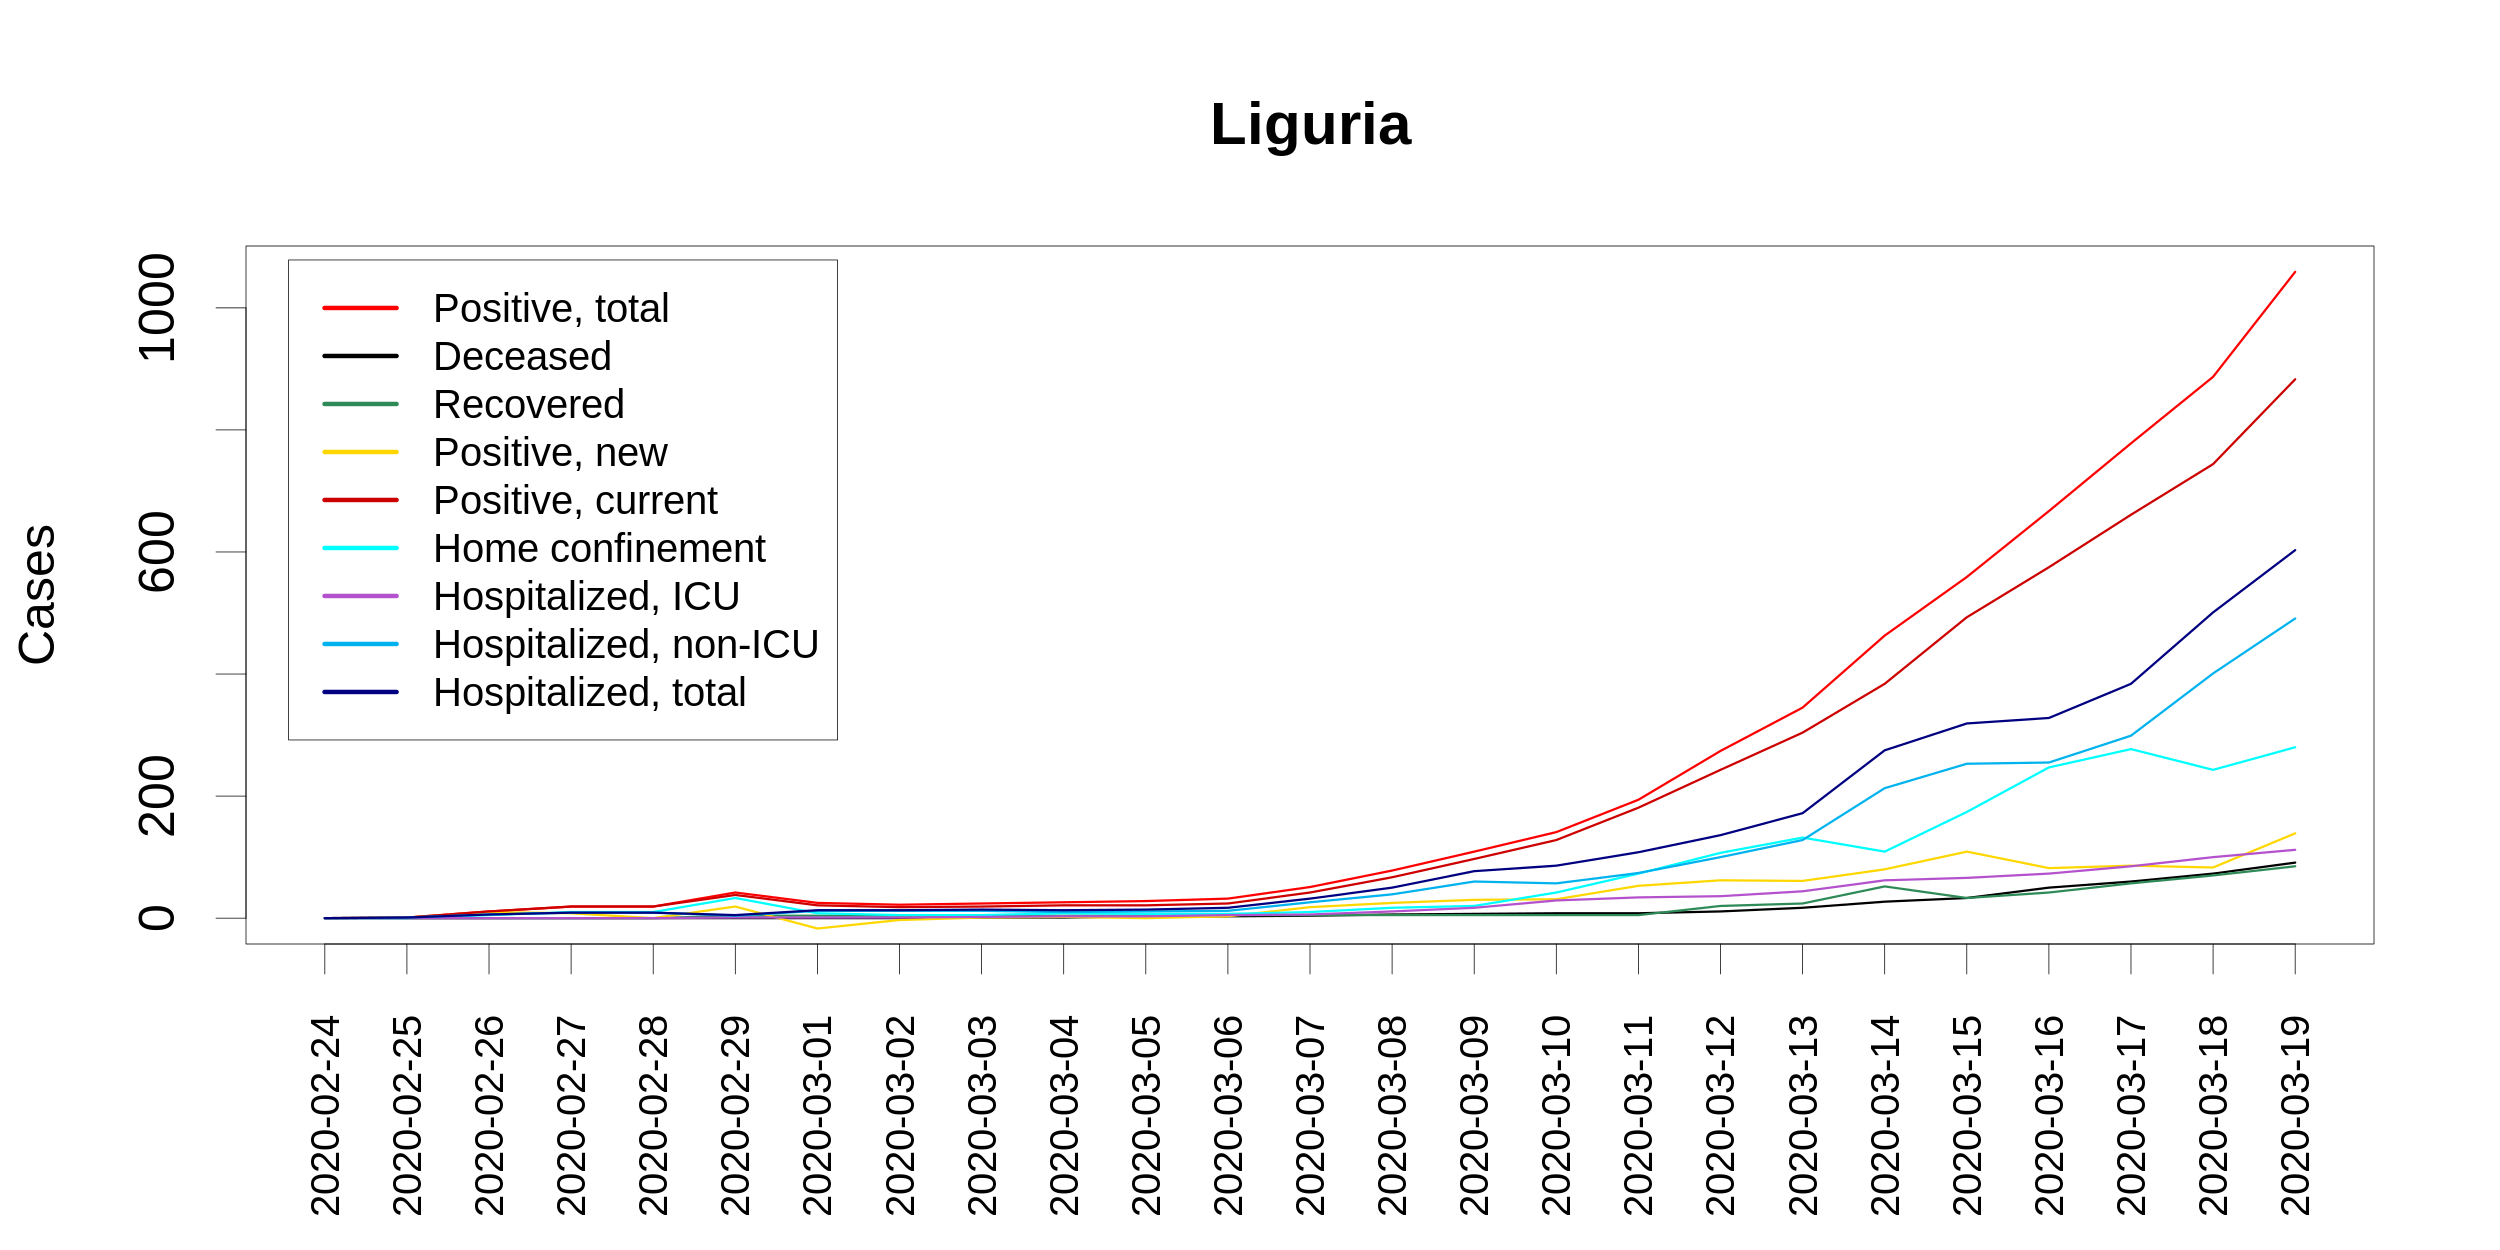 Liguria
Cases
0
200
600
1000
Positive, total
Deceased
Recovered
Positive, new
Positive, current
Home confinement
Hospitalized, ICU
Hospitalized, non-ICU
Hospitalized, total
2020-02-24
2020-02-25
2020-02-26
2020-02-27
2020-02-28
2020-02-29
2020-03-01
2020-03-02
2020-03-03
2020-03-04
2020-03-05
2020-03-06
2020-03-07
2020-03-08
2020-03-09
2020-03-10
2020-03-11
2020-03-12
2020-03-13
2020-03-14
2020-03-15
2020-03-16
2020-03-17
2020-03-18
2020-03-19